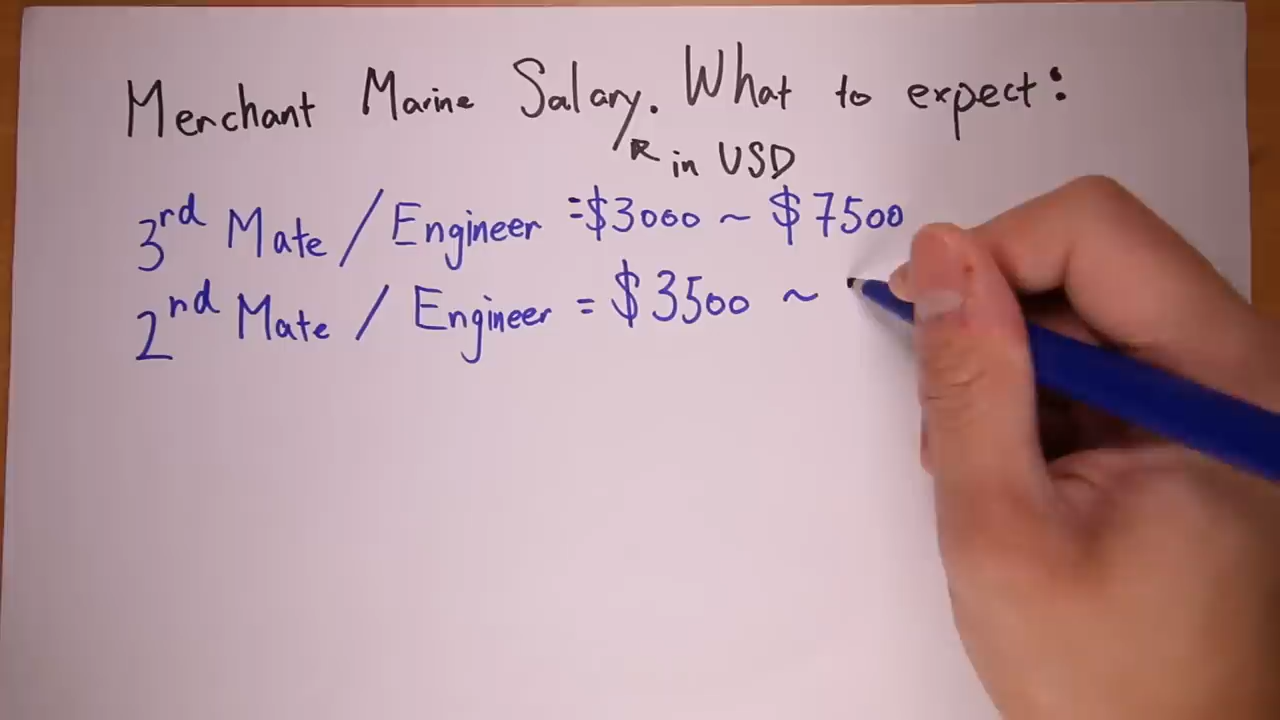 Merchant Marine Salary. What to expect:
in USD
3rd Mate / Engineer = $3000 ~ $7500
2nd Mate / Engineer = $3500 ~